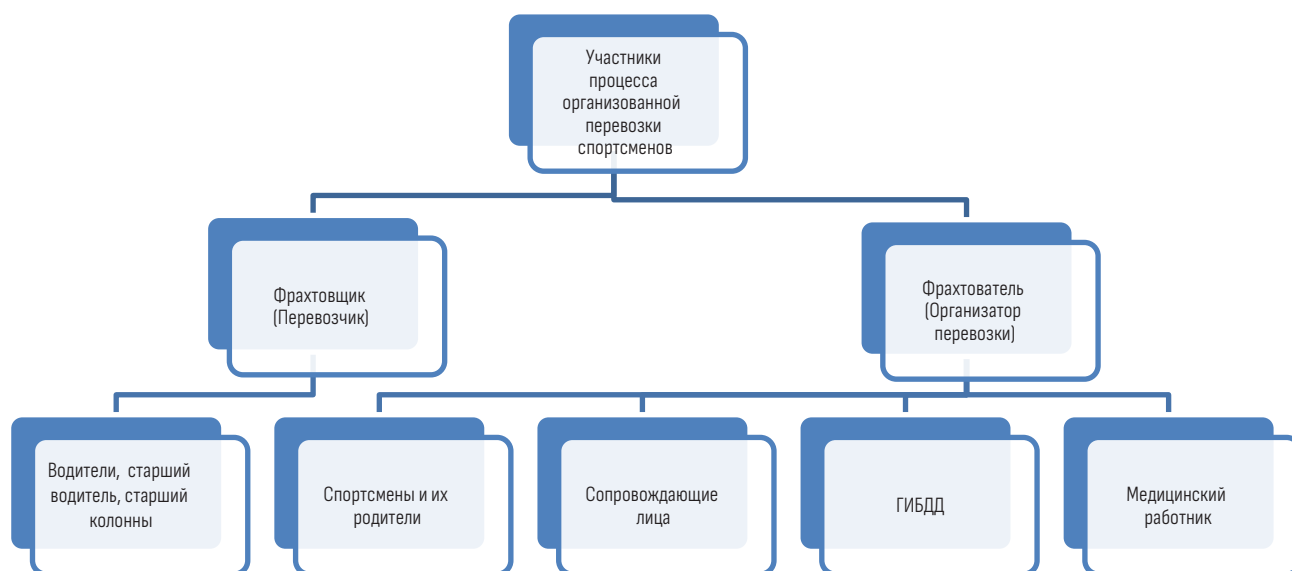 Участники
процесса
организованной
перевозки
спортсменов
Фрахтовщик
(Перевозчик)
Фрахтователь
(Организатор
перевозки)
Водители, старший
водитель, старший
колонны
Спортсмены и их
родители
Сопровождающие
лица
ГИБДД
Медицинский
работник